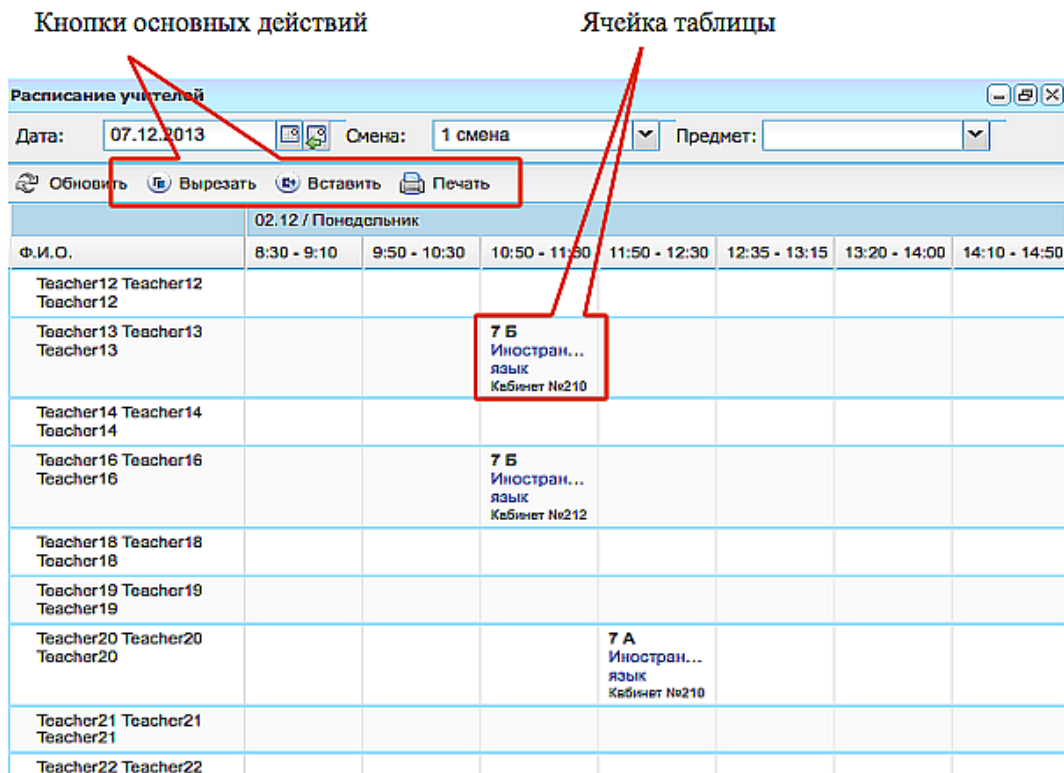 Кнопки основных действий
Ячейка таблицы
Расписание учителей
Дата: 07.12.2013 Смена: 1 смена Предмет:
Обновить Вырезать Вставить Печать
02.12 / Понедельник
Ф.И.О. 8:30 - 9:10 9:50 - 10:30 10:50 - 11:30 11:50 - 12:30 12:35 - 13:15 13:20 - 14:00 14:10 - 14:50
Teacher12 Teacher12
Teacher12
Teacher13 Teacher13
Teacher13
7 Б
Иностран...
язык
Кабинет №210
Teacher14 Teacher14
Teacher14
Teacher16 Teacher16
Teacher16
7 Б
Иностран...
язык
Кабинет №212
Teacher18 Teacher18
Teacher18
Teacher19 Teacher19
Teacher19
Teacher20 Teacher20
Teacher20
7 А
Иностран...
язык
Кабинет №210
Teacher21 Teacher21
Teacher21
Teacher22 Teacher22